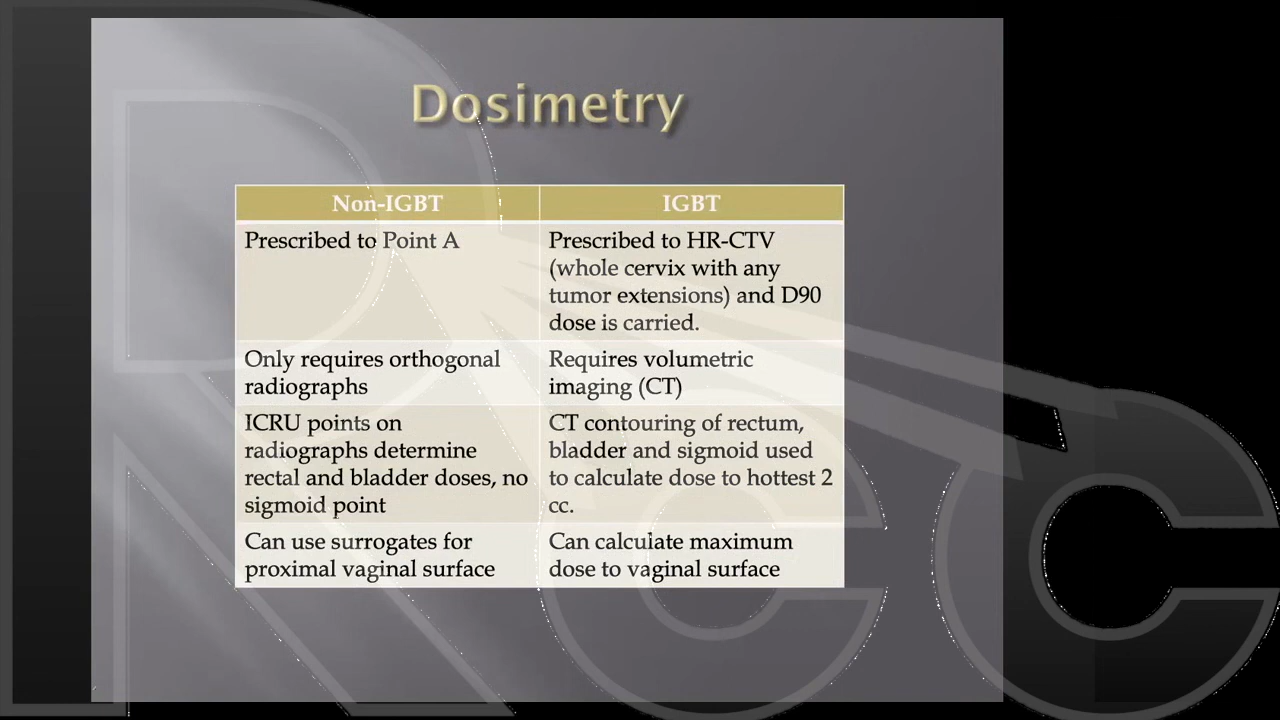 Dosimetry
Non-IGBT
IGBT
Prescribed to Point A
Prescribed to HR-CTV
(whole cervix with any
tumor extensions) and D90
dose is carried.
Only requires orthogonal
radiographs
Requires volumetric
imaging (CT)
ICRU points on
radiographs determine
rectal and bladder doses, no
sigmoid point
CT contouring of rectum,
bladder and sigmoid used
to calculate dose to hottest 2
cc.
Can use surrogates for
proximal vaginal surface
Can calculate maximum
dose to vaginal surface